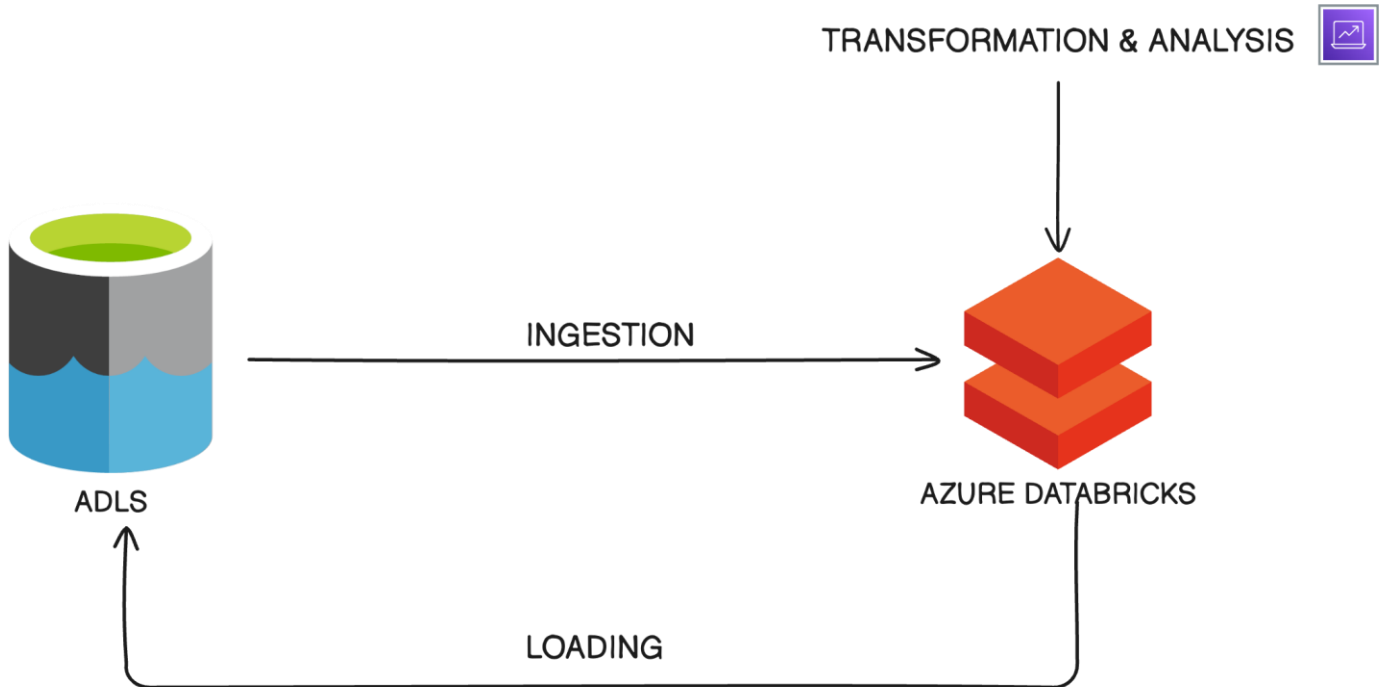 TRANSFORMATION & ANALYSIS
INGESTION
ADLS
AZURE DATABRICKS
LOADING